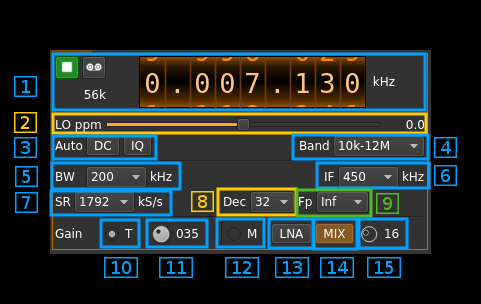 1 0.007.130 kHz
56k
2 LO ppm 0.0
3 Auto DC IQ Band 10k-12M 4
5 BW 200 kHz IF 450 kHz 6
7 SR 1792 kS/s 8 Dec 32 Fp Inf 9
Gain T 035 M LNA MIX 16
10 11 12 13 14 15